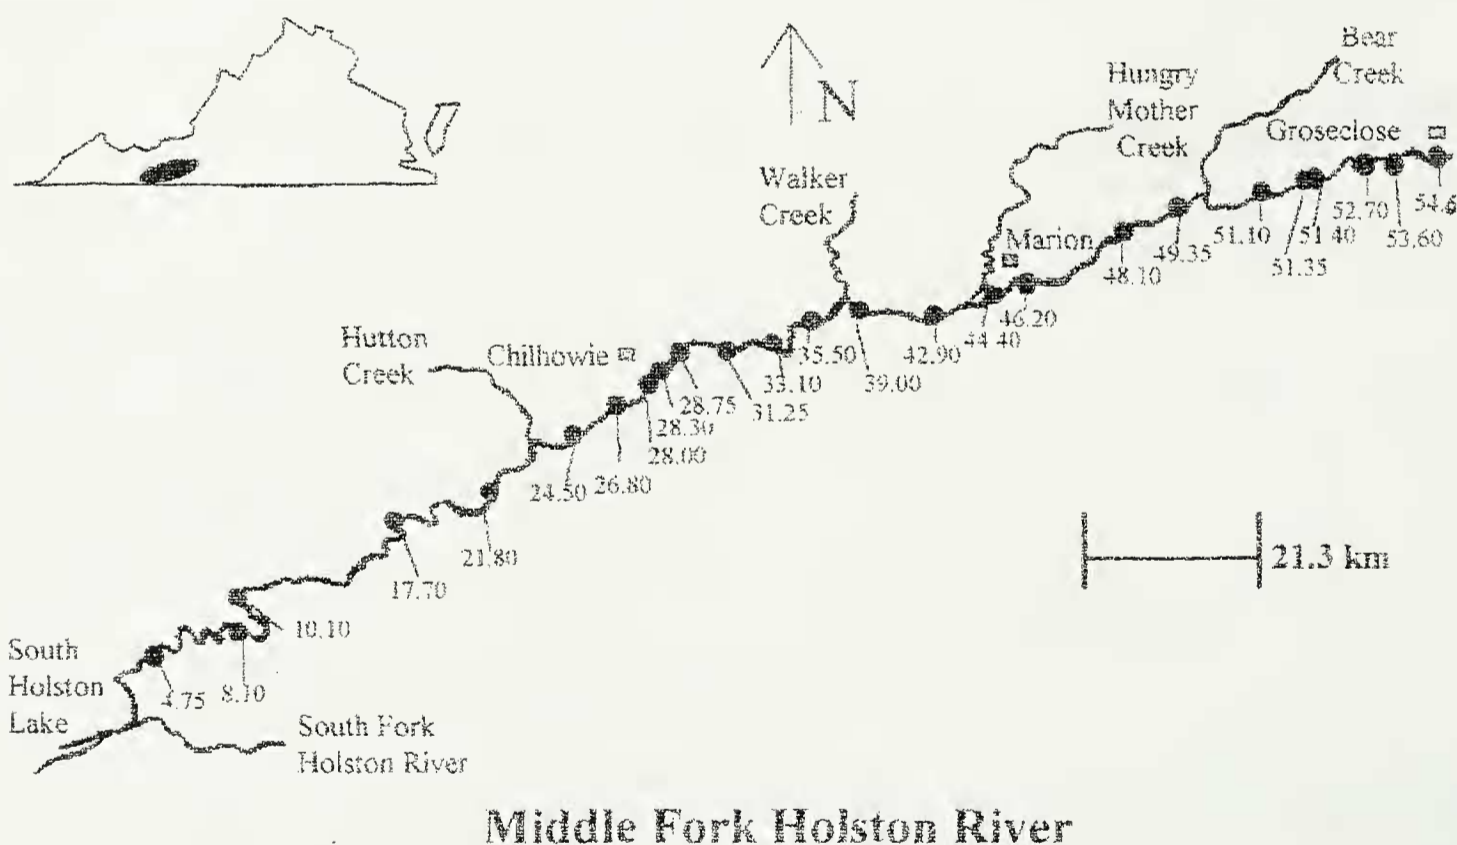 Bear
Creek
Hungry
Mother
Creek
Groseclose
N
Walker
Creek
Marion
54.6
52.70
53.60
51.40
51.10
51.35
49.35
48.10
46.20
44.40
42.90
39.00
35.50
33.10
31.25
Hutton
Creek
Chilhowie
28.75
28.30
28.00
26.80
24.50
21.80
17.70
21.3 km
10.10
8.10
4.75
South
Holston
Lake
South Fork
Holston River
Middle Fork Holston River